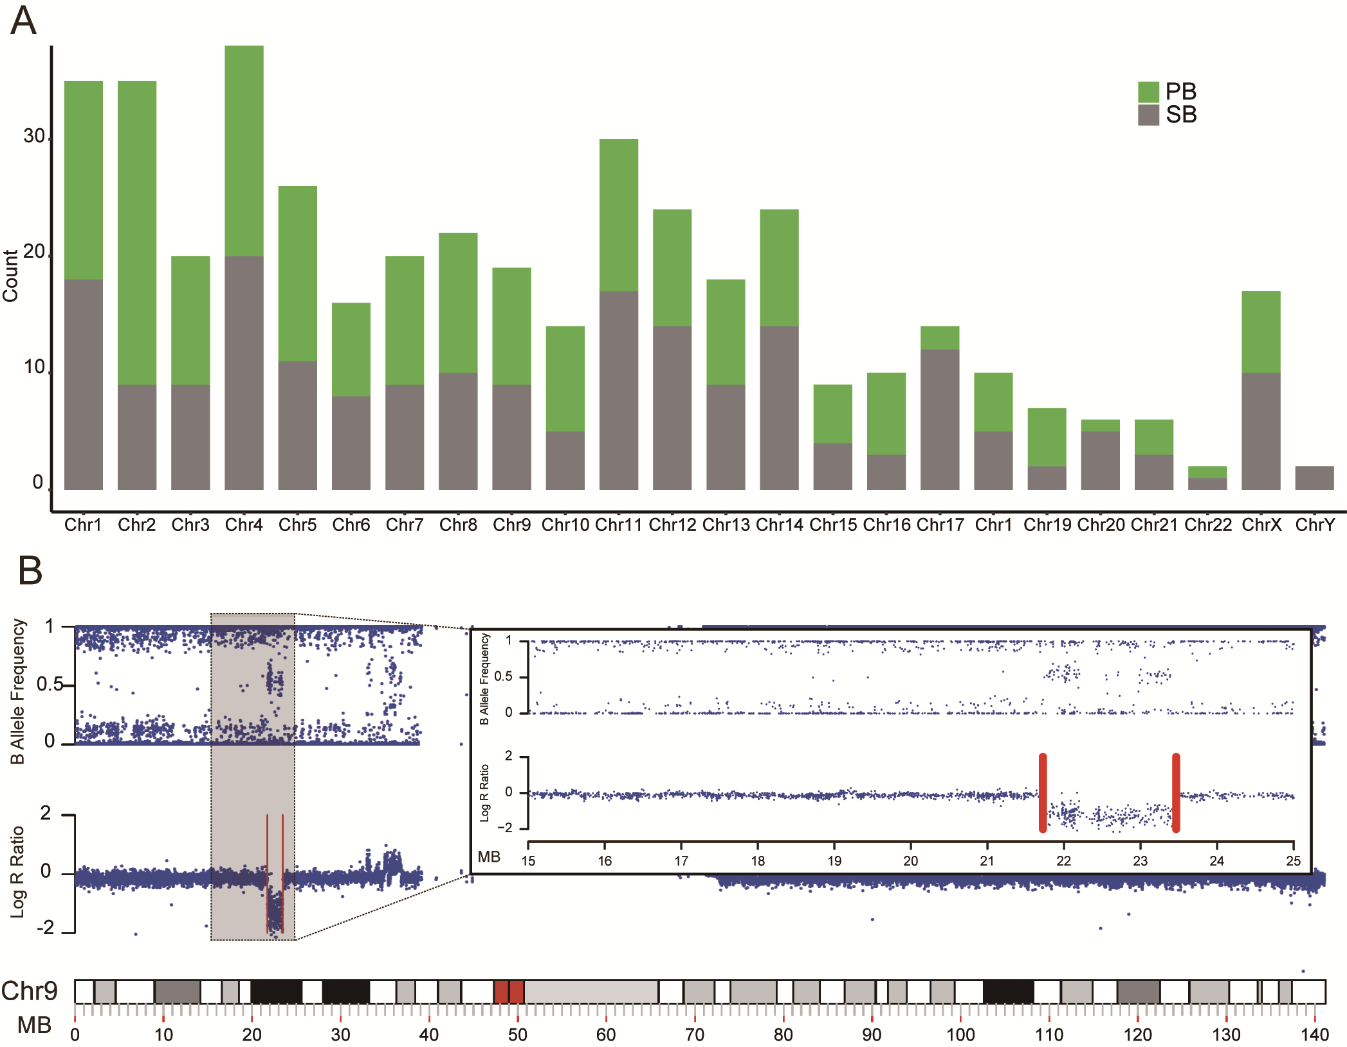 A
PB
SB
Count
30
20
10
0
Chr1 Chr2 Chr3 Chr4 Chr5 Chr6 Chr7 Chr8 Chr9 Chr10 Chr11 Chr12 Chr13 Chr14 Chr15 Chr16 Chr17 Chr1 Chr19 Chr20 Chr21 Chr22 ChrX ChrY
B
B Allele Frequency
1
0.5
0
Log R Ratio
2
0
-2
B Allele Frequency
1
0.5
0
Log R Ratio
2
0
-2
MB 15 16 17 18 19 20 21 22 23 24 25
Chr9
MB 0 10 20 30 40 50 60 70 80 90 100 110 120 130 140